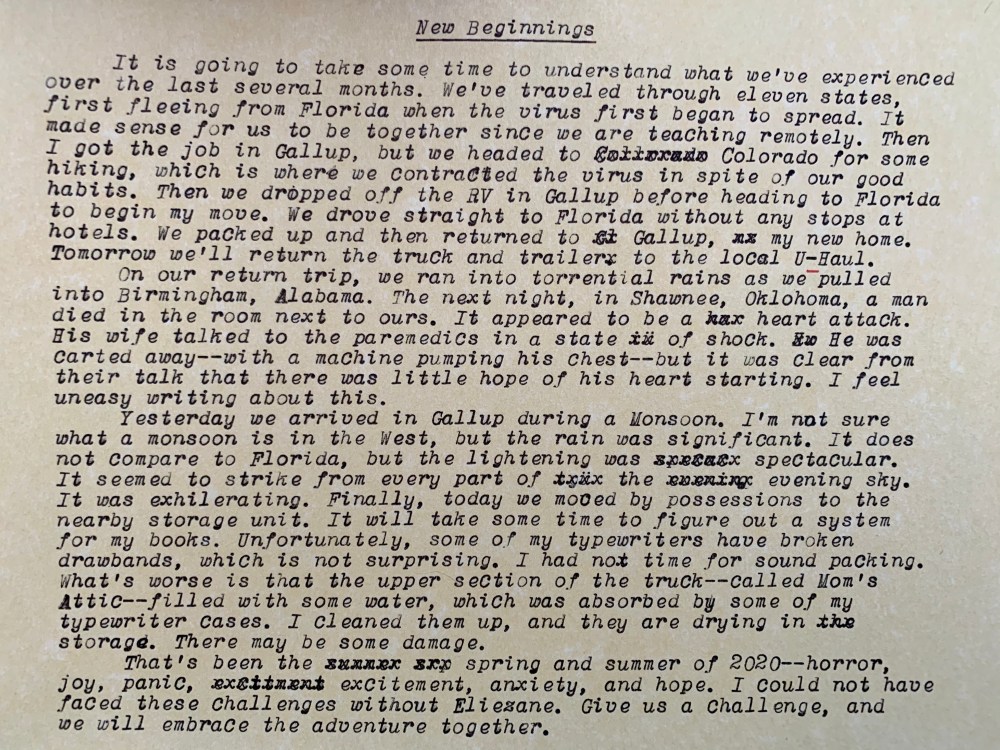 New Beginnings
It is going to take some time to understand what we've experienced
over the last several months. We've traveled through eleven states,
first fleeing from Florida when the virus first began to spread. It
made sense for us to be together since we are teaching remotely. Then
I got the job in Gallup, but we headed to Colorado for some
hiking, which is where we contracted the virus in spite of our good
habits. Then we dropped off the RV in Gallup before heading to Florida
to begin my move. We drove straight to Florida without any stops at
hotels. We packed up and then returned to Gallup, my new home.
Tomorrow we'll return the truck and trailer to the local U-Haul.
On our return trip, we ran into torrential rains as we pulled
into Birmingham, Alabama. The next night, in Shawnee, Oklohoma, a man
died in the room next to ours. It appeared to be a heart attack.
His wife talked to the paremedics in a state of shock. He was
carted away--with a machine pumping his chest--but it was clear from
their talk that there was little hope of his heart starting. I feel
uneasy writing about this.
Yesterday we arrived in Gallup during a Monsoon. I'm not sure
what a monsoon is in the West, but the rain was significant. It does
not compare to Florida, but the lightening was spectacular.
It seemed to strike from every part of the evening sky.
It was exhilerating. Finally, today we moved by possessions to the
nearby storage unit. It will take some time to figure out a system
for my books. Unfortunately, some of my typewriters have broken
drawbands, which is not surprising. I had not time for sound packing.
What's worse is that the upper section of the truck--called Mom's
Attic--filled with some water, which was absorbed by some of my
typewriter cases. I cleaned them up, and they are drying in
storage. There may be some damage.
That's been the spring and summer of 2020--horror,
joy, panic, excitement, anxiety, and hope. I could not have
faced these challenges without Eliezane. Give us a challenge, and
we will embrace the adventure together.